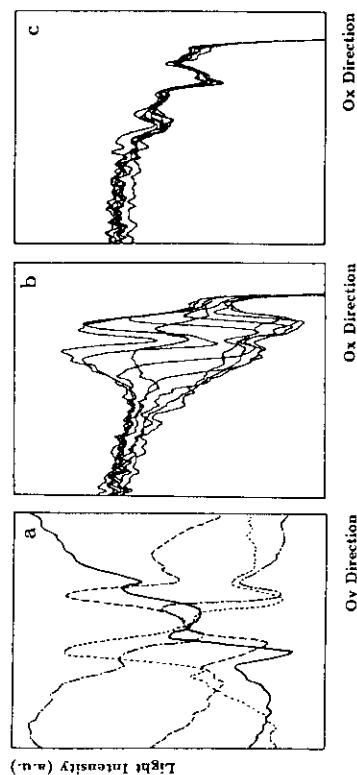 a
b
c
Light Intensity (a.u.)
Ov Direction
Ox Direction
Ox Direction